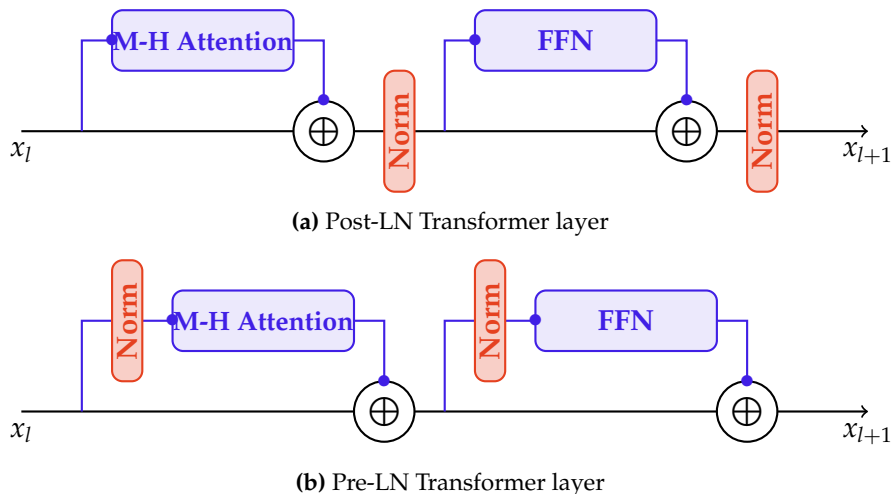 M-H Attention
FFN
Norm
Norm
x_l
x_{l+1}
(a) Post-LN Transformer layer
Norm
M-H Attention
Norm
FFN
x_l
x_{l+1}
(b) Pre-LN Transformer layer